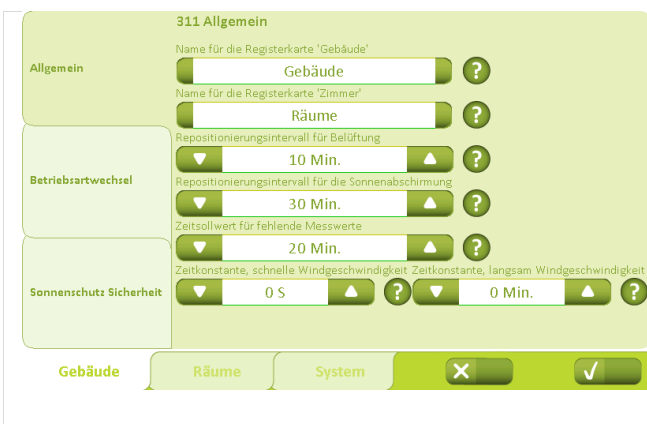 311 Allgemein
Name für die Registerkarte 'Gebäude'
Allgemein
Gebäude
?
Name für die Registerkarte 'Zimmer'
Räume
?
Repositionierungsintervall für Belüftung
10 Min.
?
Betriebsartwechsel
Repositionierungsintervall für die Sonnenabschirmung
30 Min.
?
Zeitsollwert für fehlende Messwerte
20 Min.
?
Zeitkonstante, schnelle Windgeschwindigkeit Zeitkonstante, langsam Windgeschwindigkeit
Sonnenschutz Sicherheit
0 S
?
0 Min.
?
Gebäude
Räume
System